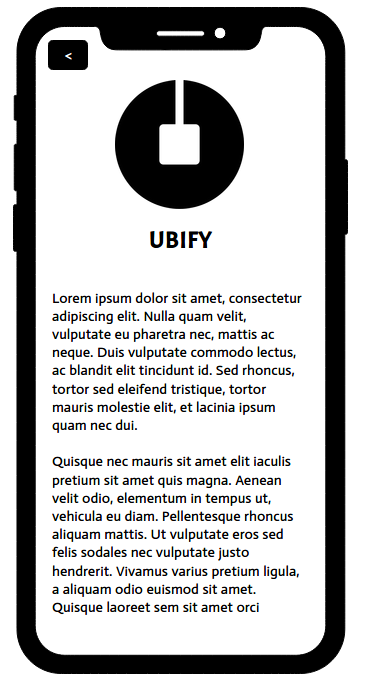 <
UBIFY
Lorem ipsum dolor sit amet, consectetur
adipiscing elit. Nulla quam velit,
vulputate eu pharetra nec, mattis ac
neque. Duis vulputate commodo lectus,
ac blandit elit tincidunt id. Sed rhoncus,
tortor sed eleifend tristique, tortor
mauris molestie elit, et lacinia ipsum
quam nec dui.
Quisque nec mauris sit amet elit iaculis
pretium sit amet quis magna. Aenean
velit odio, elementum in tempus ut,
vehicula eu diam. Pellentesque rhoncus
aliquam mattis. Ut vulputate eros sed
felis sodales nec vulputate justo
hendrerit. Vivamus varius pretium ligula,
a aliquam odio euismod sit amet.
Quisque laoreet sem sit amet orci